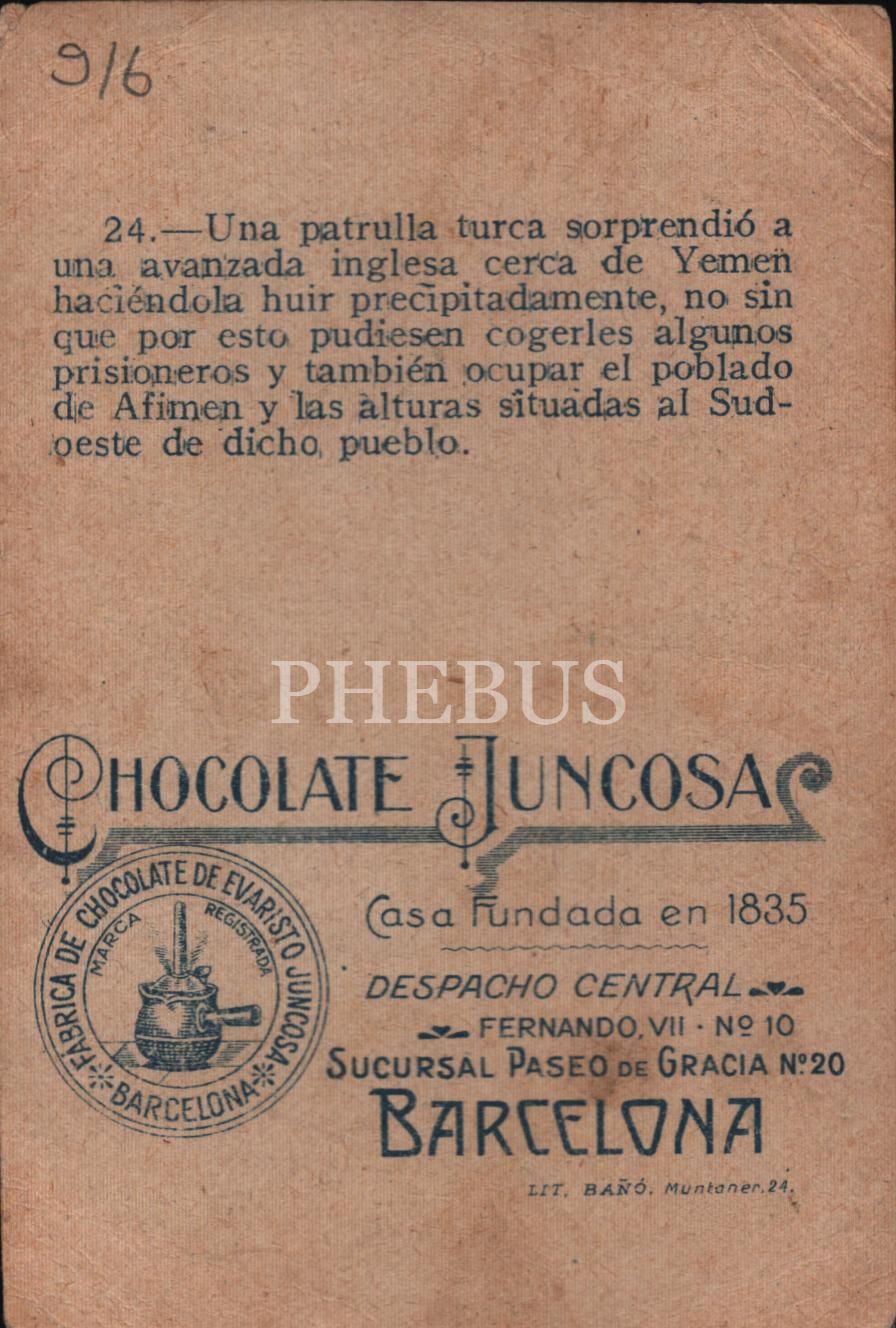 9/6
24.—Una patrulla turca sorprendió a
una avanzada inglesa cerca de Yemen
haciéndola huir precipitadamente, no sin
que por esto pudiesen cogerles algunos
prisioneros y también ocupar el poblado
de Afimen y las alturas situadas al Sud-
oeste de dicho pueblo.
PHEBUS
CHOCOLATE JUNCOSA
FÁBRICA DE CHOCOLATE DE EVARISTO JUNCOSA
MARCA REGISTRADA
BARCELONA
Casa Fundada en 1835
DESPACHO CENTRAL
FERNANDO, VII · Nº 10
SUCURSAL PASEO DE GRACIA Nº 20
BARCELONA
LIT. BAÑÓ. Muntaner. 24.